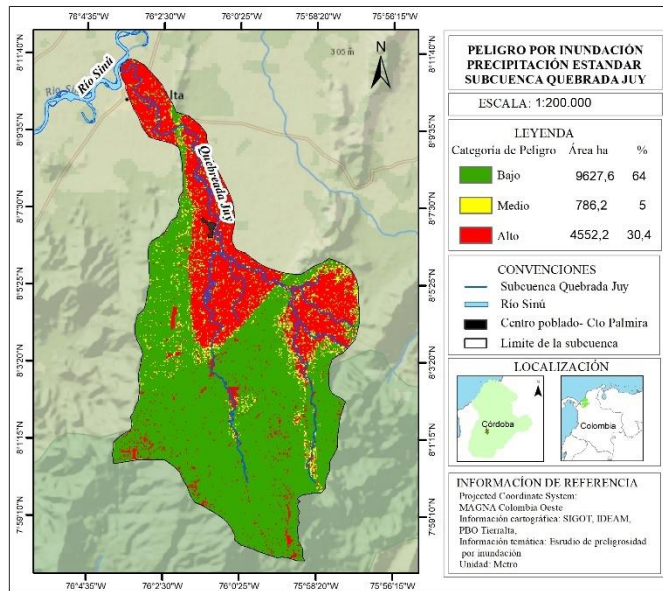 76°4'35"W 76°2'30"W 76°0'25"W 75°58'20"W 75°56'15"W
8°11'40"N
8°9'35"N
8°7'30"N
8°5'25"N
8°3'20"N
8°1'15"N
7°59'10"N
305 m
N
Río Sinú
lta
Quebreada Juy
8°11'40"N
8°9'35"N
8°7'30"N
8°5'25"N
8°3'20"N
8°1'15"N
7°59'10"N
76°4'35"W 76°2'30"W 76°0'25"W 75°58'20"W 75°56'15"W
PELIGRO POR INUNDACIÓN
PRECIPITACIÓN ESTANDAR
SUBCUENCA QUEBRADA JUY
ESCALA: 1:200.000
LEYENDA
Categoria de Peligro Área ha %
Bajo 9627,6 64
Medio 786,2 5
Alto 4552,2 30,4
CONVENCIONES
Subcuenca Quebrada Juy
Río Sinú
Centro poblado- Cto Palmira
Limite de la subcuenca
LOCALIZACIÓN
Córdoba
Colombia
INFORMACÍON DE REFERENCIA
Projected Coordinate System:
MAGNA Colombia Oeste
Información cartográfica: SIGOT, IDEAM,
PBO Tierralta,
Información temática: Estudio de peligrosidad
por inundación
Unidad: Metro